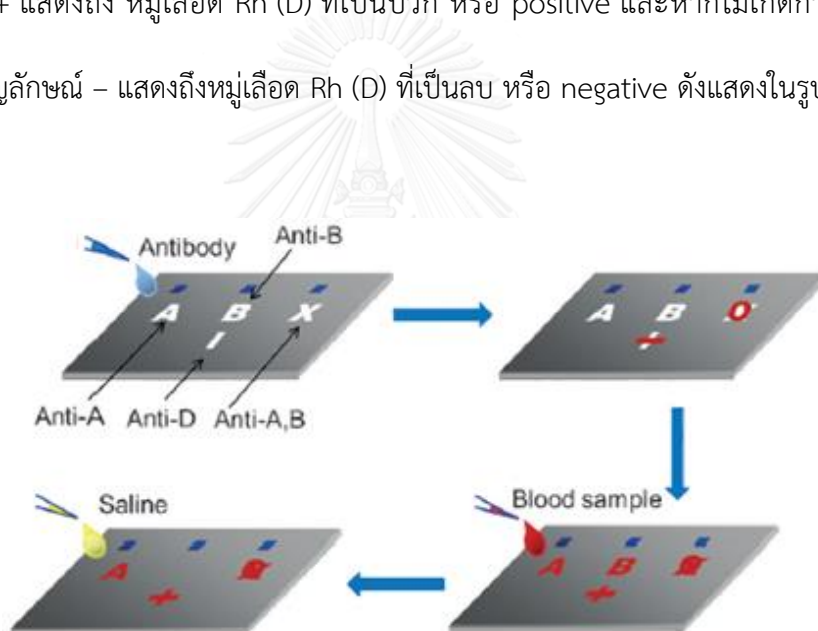 + แสดงถึง หมู่เลือด Rh (D) ที่เป็นบวก หรือ positive และหากไม่เกิดก
ญลักษณ์ – แสดงถึงหมู่เลือด Rh (D) ที่เป็นลบ หรือ negative ดังแสดงในรูป
Antibody Anti-B
A B X
I
Anti-A Anti-D Anti-A,B
A B O
+
Saline
A
+
Blood sample
A B
+